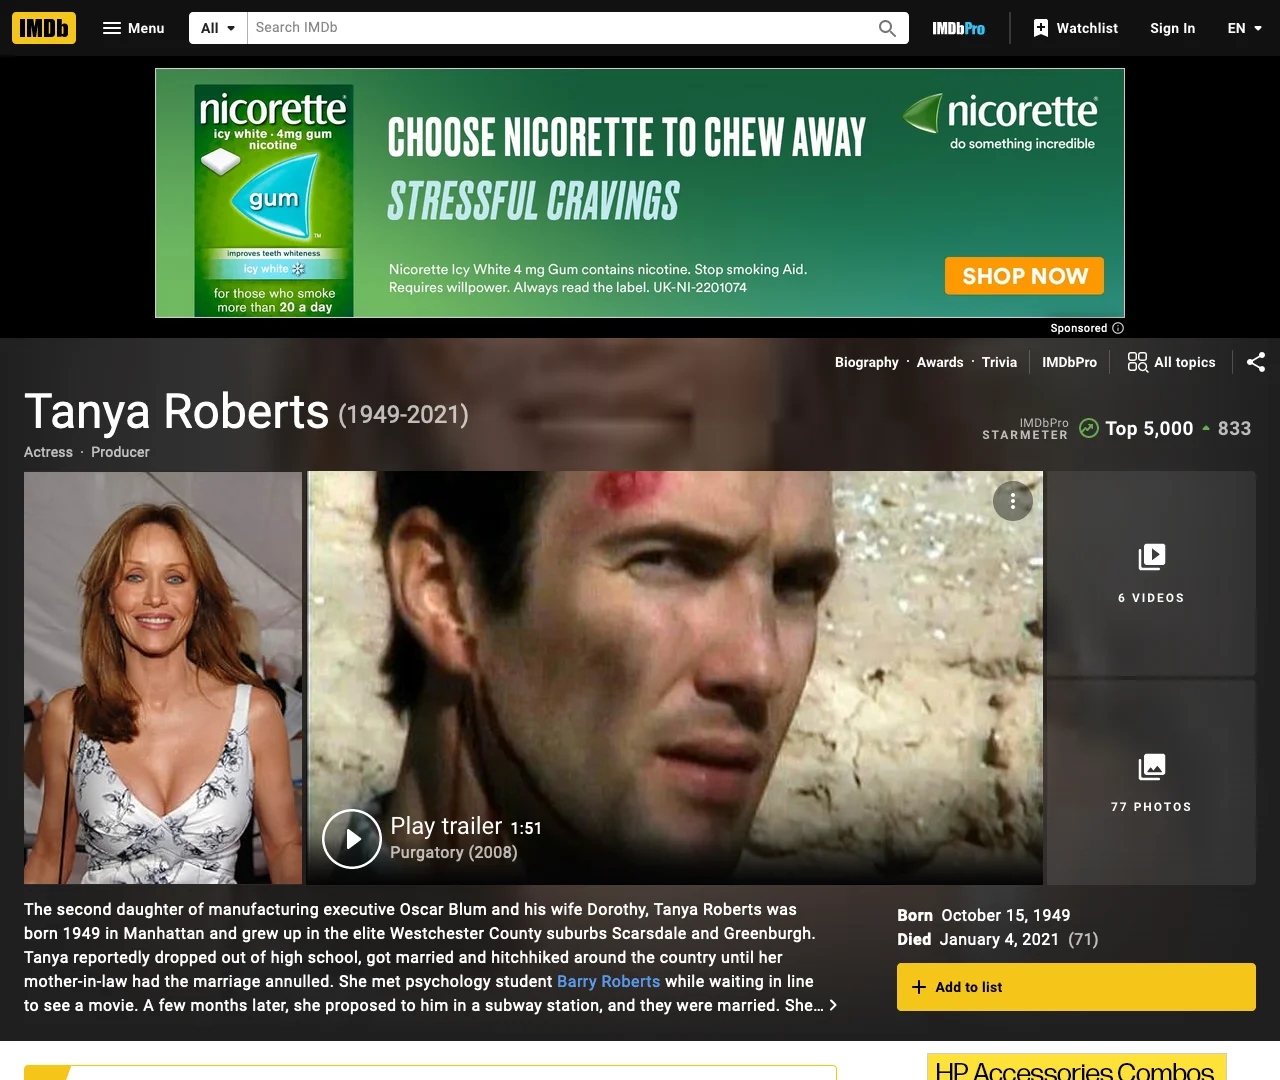 IMDb
Menu
All
Search IMDb
IMDbPro
Watchlist
Sign In
EN
nicorette
icy white · 4mg gum
nicotine
gum
TM
improves teeth whiteness
icy white
for those who smoke
more than 20 a day
CHOOSE NICORETTE TO CHEW AWAY
STRESSFUL CRAVINGS
Nicorette Icy White 4 mg Gum contains nicotine. Stop smoking Aid.
Requires willpower. Always read the label. UK-NI-2201074
nicorette
do something incredible
SHOP NOW
Sponsored
Biography · Awards · Trivia
IMDbPro
All topics
Tanya Roberts (1949-2021)
Actress · Producer
IMDbPro
STARMETER
Top 5,000
833
6 VIDEOS
77 PHOTOS
Play trailer 1:51
Purgatory (2008)
The second daughter of manufacturing executive Oscar Blum and his wife Dorothy, Tanya Roberts was
born 1949 in Manhattan and grew up in the elite Westchester County suburbs Scarsdale and Greenburgh.
Tanya reportedly dropped out of high school, got married and hitchhiked around the country until her
mother-in-law had the marriage annulled. She met psychology student Barry Roberts while waiting in line
to see a movie. A few months later, she proposed to him in a subway station, and they were married. She...
Born October 15, 1949
Died January 4, 2021 (71)
Add to list
HP Accessories Combos